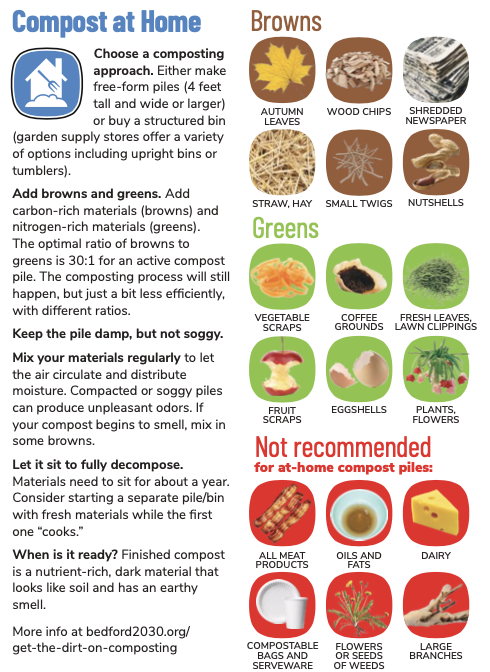 Compost at Home
Choose a composting
approach. Either make
free-form piles (4 feet
tall and wide or larger)
or buy a structured bin
(garden supply stores offer a variety
of options including upright bins or
tumblers).
Add browns and greens. Add
carbon-rich materials (browns) and
nitrogen-rich materials (greens).
The optimal ratio of browns to
greens is 30:1 for an active compost
pile. The composting process will still
happen, but just a bit less efficiently,
with different ratios.
Keep the pile damp, but not soggy.
Mix your materials regularly to let
the air circulate and distribute
moisture. Compacted or soggy piles
can produce unpleasant odors. If
your compost begins to smell, mix in
some browns.
Let it sit to fully decompose.
Materials need to sit for about a year.
Consider starting a separate pile/bin
with fresh materials while the first
one “cooks.”
When is it ready? Finished compost
is a nutrient-rich, dark material that
looks like soil and has an earthy
smell.
More info at bedford2030.org/
get-the-dirt-on-composting
Browns
AUTUMN
LEAVES
WOOD CHIPS
SHREDDED
NEWSPAPER
STRAW, HAY
SMALL TWIGS
NUTSHELLS
Greens
VEGETABLE
SCRAPS
COFFEE
GROUNDS
FRESH LEAVES,
LAWN CLIPPINGS
FRUIT
SCRAPS
EGGSHELLS
PLANTS,
FLOWERS
Not recommended
for at-home compost piles:
ALL MEAT
PRODUCTS
OILS AND
FATS
DAIRY
COMPOSTABLE
BAGS AND
SERVEWARE
FLOWERS
OR SEEDS
OF WEEDS
LARGE
BRANCHES